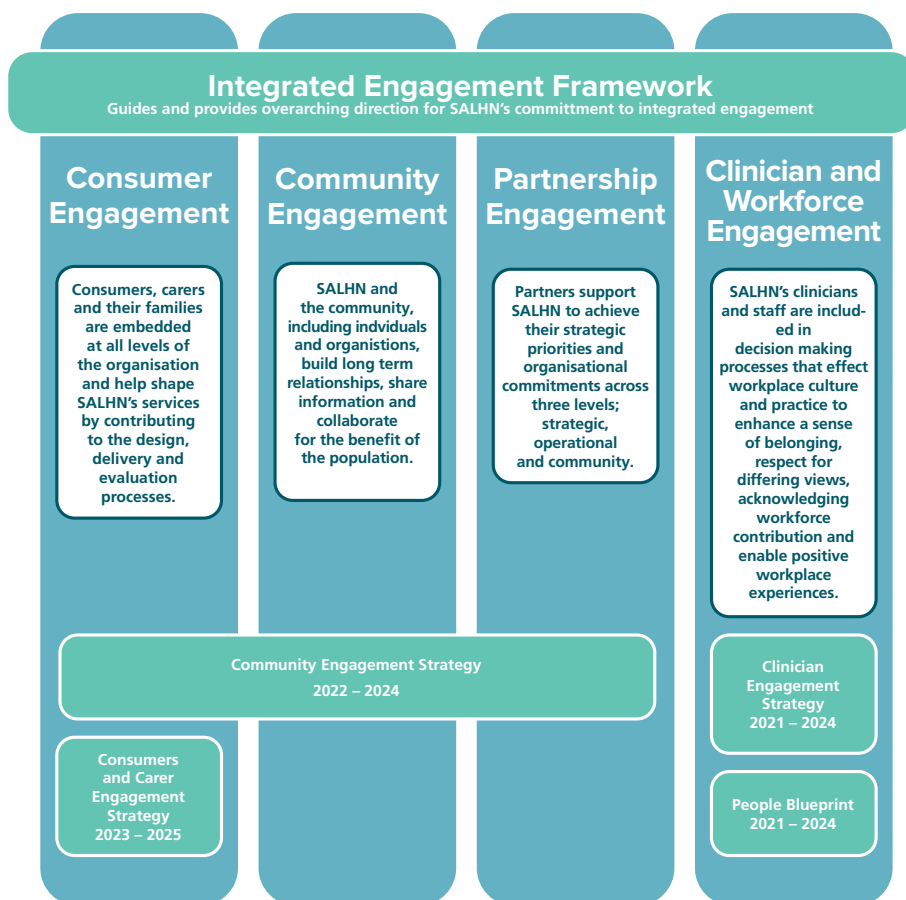 Integrated Engagement Framework
Guides and provides overarching direction for SALHN's committment to integrated engagement
Consumer
Engagement
Consumers, carers
and their families
are embedded
at all levels of
the organisation
and help shape
SALHN's services
by contributing
to the design,
delivery and
evaluation
processes.
Community
Engagement
SALHN and
the community,
including indviduals
and organistions,
build long term
relationships, share
information and
collaborate
for the benefit of
the population.
Partnership
Engagement
Partners support
SALHN to achieve
their strategic
priorities and
organisational
commitments across
three levels;
strategic,
operational
and community.
Clinician and
Workforce
Engagement
SALHN's clinicians
and staff are includ-
ed in
decision making
processes that effect
workplace culture
and practice to
enhance a sense
of belonging,
respect for
differing views,
acknowledging
workforce
contribution and
enable positive
workplace
experiences.
Community Engagement Strategy
2022 – 2024
Consumers
and Carer
Engagement
Strategy
2023 – 2025
Clinician
Engagement
Strategy
2021 – 2024
People Blueprint
2021 – 2024